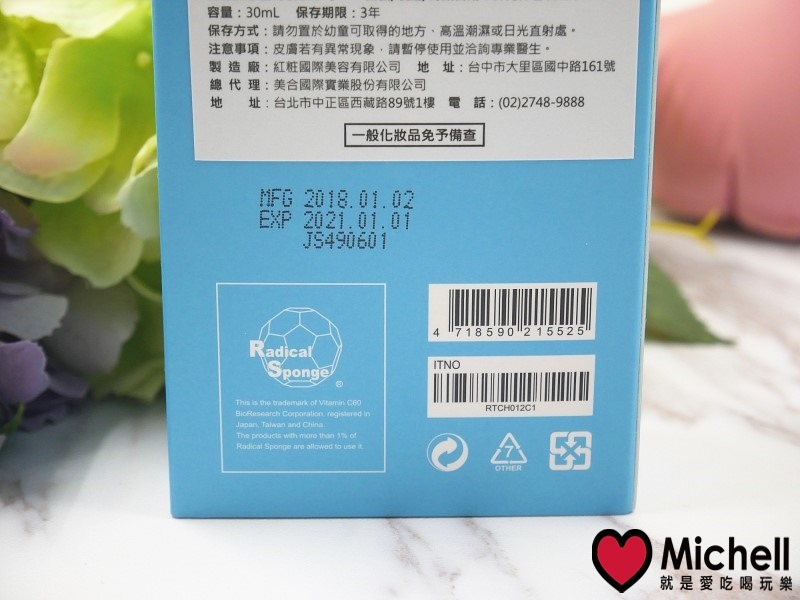 容量：30mL 保存期限：3年
保存方式：請勿置於幼童可取得的地方、高溫潮濕或日光直射處。
注意事項：皮膚若有異常現象，請暫停使用並洽詢專業醫生。
製造廠：紅粧國際美容有限公司 地 址：台中市大里區國中路161號
總代理：美合國際實業股份有限公司
地 址：台北市中正區西藏路89號1樓 電 話：(02)2748-9888
一般化妝品免予備查
MFG 2018.01.02
EXP 2021.01.01
JS490601
Radical
Sponge®
This is the trademark of Vitamin C60
BioResearch Corporation, registered in
Japan, Taiwan and China.
The products with more than 1% of
Radical Sponge are allowed to use it.
4 718590 215525
ITNO
RTCH012C1
7
OTHER
Michell
就是愛吃喝玩樂